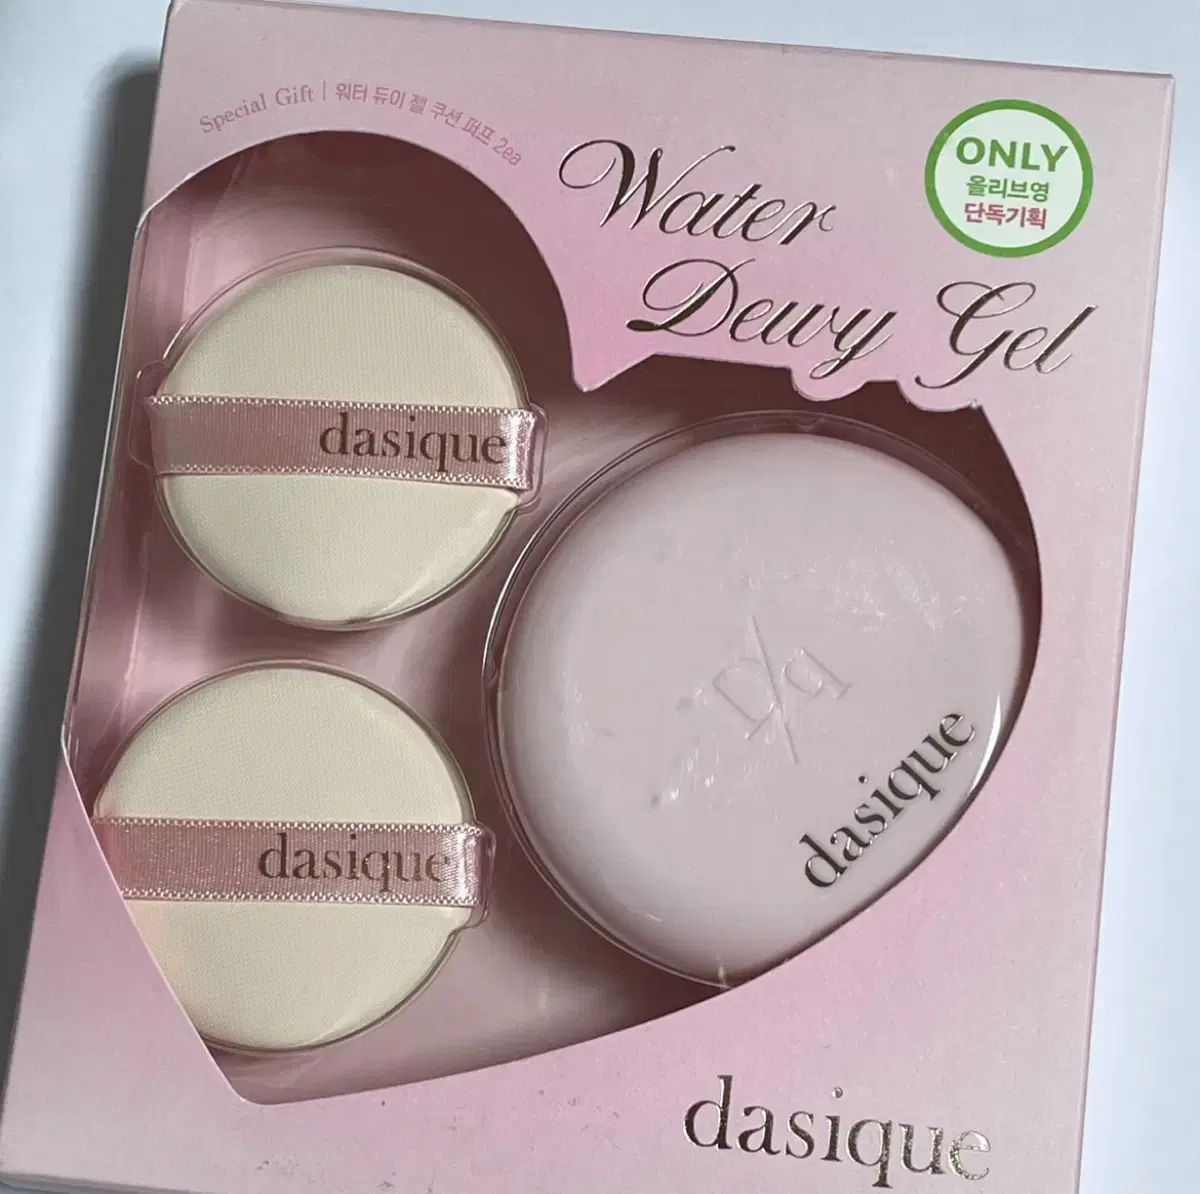 Special Gift | 워터 듀이 젤 쿠션 퍼프 2ea
Water
Dewy Gel
ONLY
올리브영
단독기획
dasique
dasique
D/q
dasique
dasique